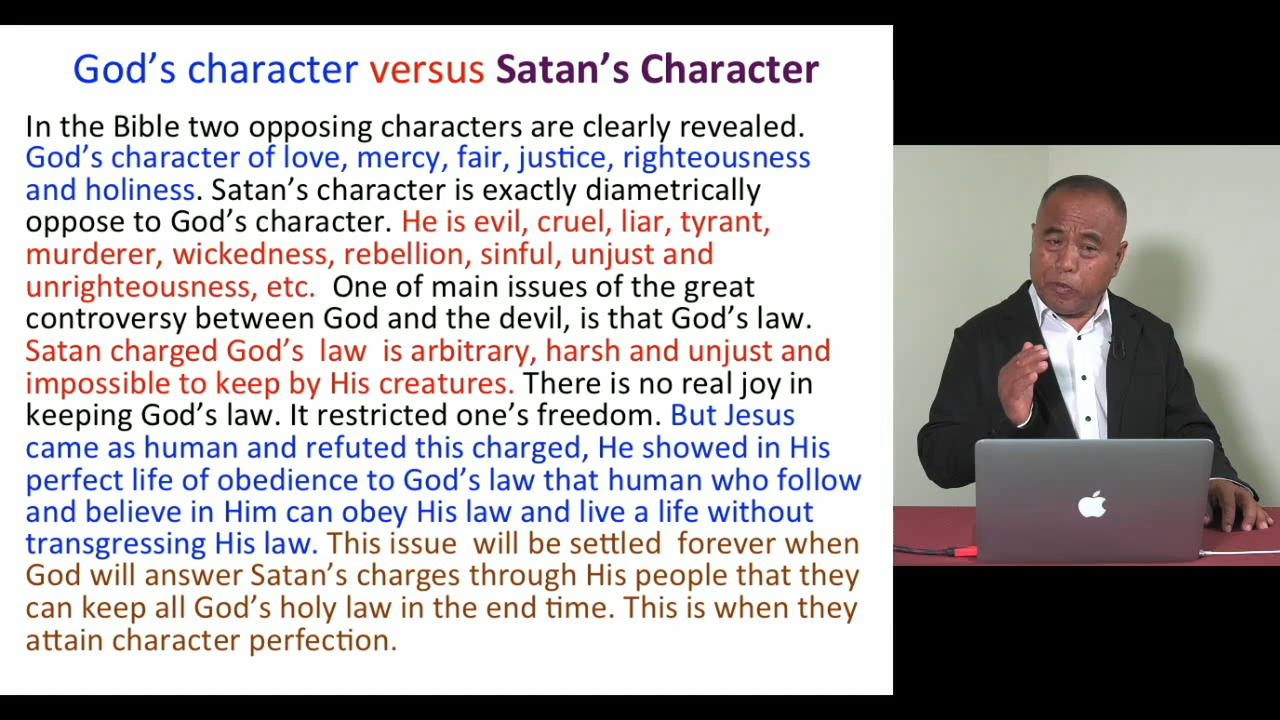 God's character versus Satan's Character
In the Bible two opposing characters are clearly revealed.
God's character of love, mercy, fair, justice, righteousness
and holiness. Satan's character is exactly diametrically
oppose to God's character. He is evil, cruel, liar, tyrant,
murderer, wickedness, rebellion, sinful, unjust and
unrighteousness, etc. One of main issues of the great
controversy between God and the devil, is that God's law.
Satan charged God's law is arbitrary, harsh and unjust and
impossible to keep by His creatures. There is no real joy in
keeping God's law. It restricted one's freedom. But Jesus
came as human and refuted this charged, He showed in His
perfect life of obedience to God's law that human who follow
and believe in Him can obey His law and live a life without
transgressing His law. This issue will be settled forever when
God will answer Satan's charges through His people that they
can keep all God's holy law in the end time. This is when they
attain character perfection.